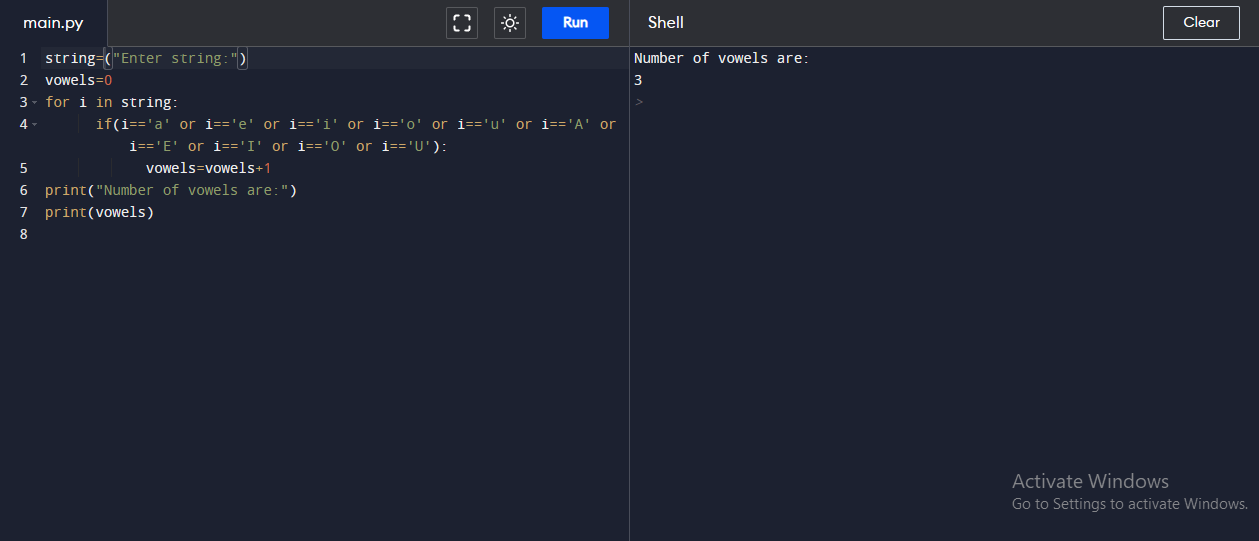 main.py
Run
Shell
Clear
1 string=("Enter string:")
2 vowels=0
3 for i in string:
4 if(i=='a' or i=='e' or i=='i' or i=='o' or i=='u' or i=='A' or
i=='E' or i=='I' or i=='O' or i=='U'):
5 vowels=vowels+1
6 print("Number of vowels are:")
7 print(vowels)
8
Number of vowels are:
3
>
Activate Windows
Go to Settings to activate Windows.